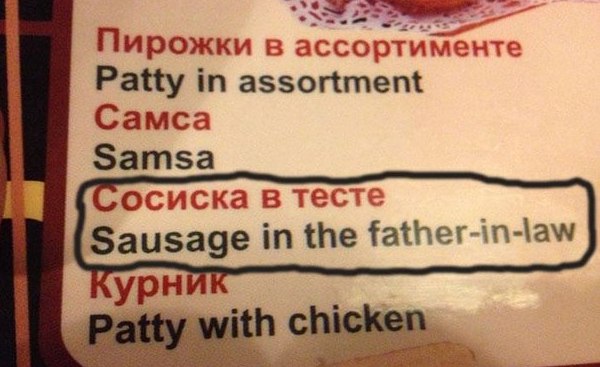 Пирожки в ассортименте
Patty in assortment
Самса
Samsa
Сосиска в тесте
Sausage in the father-in-law
Курник
Patty with chicken